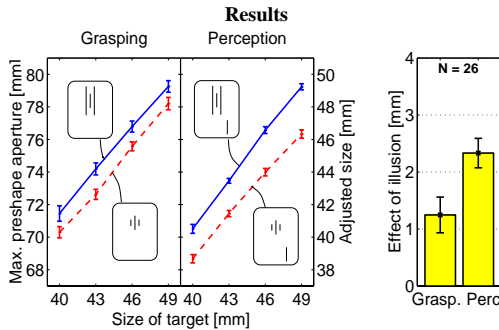 Results
Grasping Perception
Max. preshape aperture [mm]
80
78
76
74
72
70
68
40 43 46 49 40 43 46 49
Size of target [mm]
50
48
46
44
42
40
38
Adjusted size [mm]
N = 26
Effect of illusion [mm]
4
3
2
1
0
Grasp. Perc